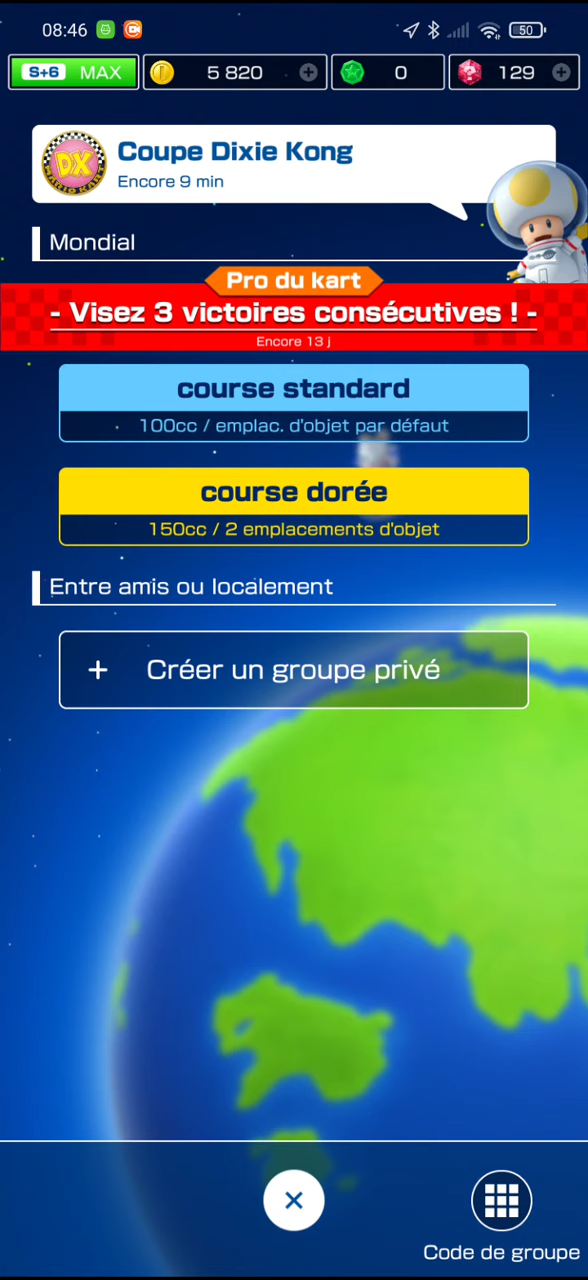 08:46
50
S+6 MAX
5 820
0
129
DX
MARIO KART
Coupe Dixie Kong
Encore 9 min
Mondial
Pro du kart
- Visez 3 victoires consécutives ! -
Encore 13 j
course standard
100cc / emplac. d'objet par défaut
course dorée
150cc / 2 emplacements d'objet
Entre amis ou localement
+ Créer un groupe privé
Code de groupe